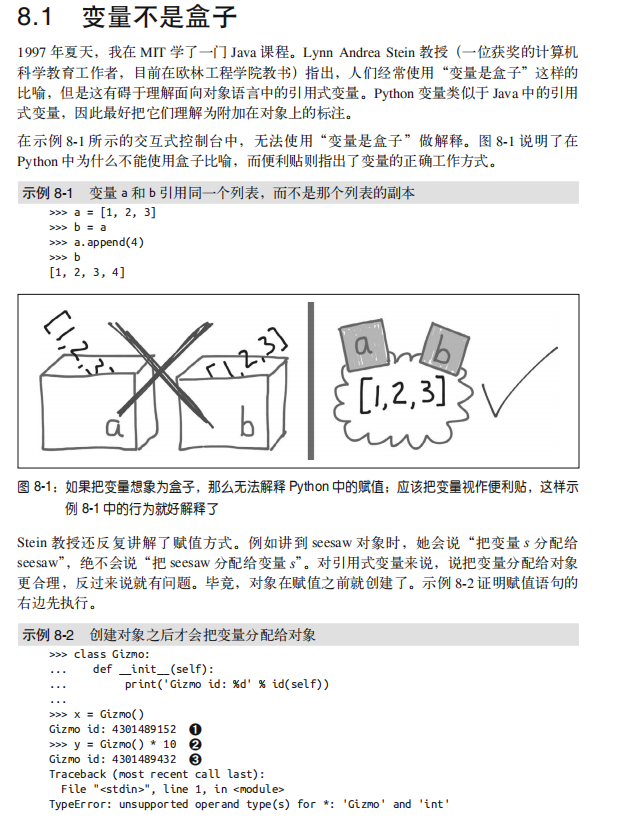 8.1 变量不是盒子
1997 年夏天，我在 MIT 学了一门 Java 课程。Lynn Andrea Stein 教授（一位获奖的计算机
科学教育工作者，目前在欧林工程学院教书）指出，人们经常使用“变量是盒子”这样的
比喻，但是这有碍于理解面向对象语言中的引用式变量。Python 变量类似于 Java 中的引用
式变量，因此最好把它们理解为附加在对象上的标注。
在示例 8-1 所示的交互式控制台中，无法使用“变量是盒子”做解释。图 8-1 说明了在
Python 中为什么不能使用盒子比喻，而便利贴则指出了变量的正确工作方式。
示例 8-1 变量 a 和 b 引用同一个列表，而不是那个列表的副本
>>> a = [1, 2, 3]
>>> b = a
>>> a.append(4)
>>> b
[1, 2, 3, 4]
[1,2,3]
a
[1,2,3]
b
a
b
[1,2,3]
图 8-1：如果把变量想象为盒子，那么无法解释 Python 中的赋值；应该把变量视作便利贴，这样示
例 8-1 中的行为就好解释了
Stein 教授还反复讲解了赋值方式。例如讲到 seesaw 对象时，她会说“把变量 s 分配给
seesaw”，绝不会说“把 seesaw 分配给变量 s”。对引用式变量来说，说把变量分配给对象
更合理，反过来说就有问题。毕竟，对象在赋值之前就创建了。示例 8-2 证明赋值语句的
右边先执行。
示例 8-2 创建对象之后才会把变量分配给对象
>>> class Gizmo:
...    def __init__(self):
...         print('Gizmo id: %d' % id(self))
...
>>> x = Gizmo()
Gizmo id: 4301489152 ❶
>>> y = Gizmo() * 10 ❷
Gizmo id: 4301489432 ❸
Traceback (most recent call last):
  File "<stdin>", line 1, in <module>
TypeError: unsupported operand type(s) for *: 'Gizmo' and 'int'